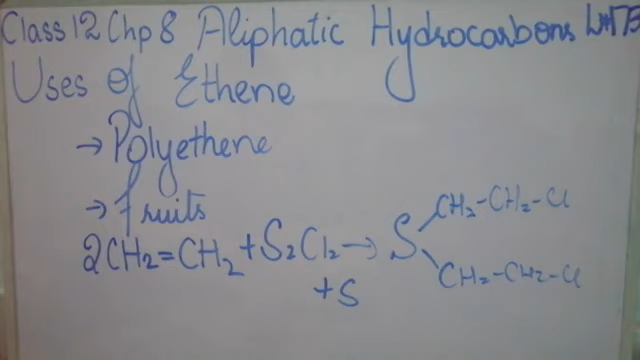 Class 12 Chp 8 Aliphatic Hydrocarbons
Uses of Ethene
→ Polyethene
→ fruits
2CH₂=CH₂ + S₂Cl₂ → S
CH₂-CH₂-Cl
CH₂-CH₂-Cl
+ S